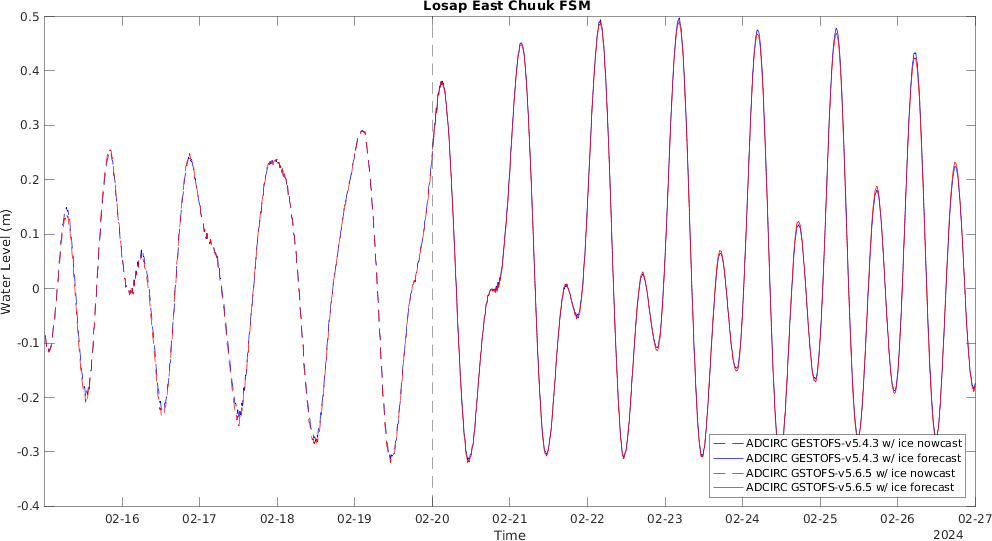 Losap East Chuuk FSM
0.5
0.4
0.3
0.2
0.1
0
-0.1
-0.2
-0.3
-0.4
Water Level (m)
ADCIRC GESTOFS-v5.4.3 w/ ice nowcast
ADCIRC GESTOFS-v5.4.3 w/ ice forecast
ADCIRC GSTOFS-v5.6.5 w/ ice nowcast
ADCIRC GSTOFS-v5.6.5 w/ ice forecast
02-16 02-17 02-18 02-19 02-20 02-21 02-22 02-23 02-24 02-25 02-26 02-27
Time
2024